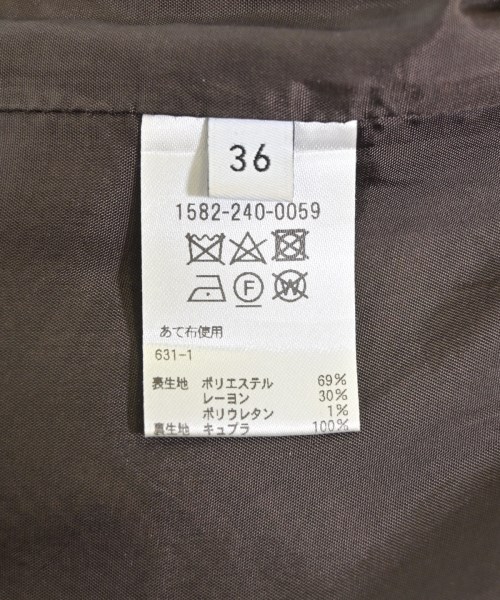 36
1582-240-0059
F W
あて布使用
631-1
表生地 ポリエステル 69%
レーヨン 30%
ポリウレタン 1%
裏生地 キュプラ 100%